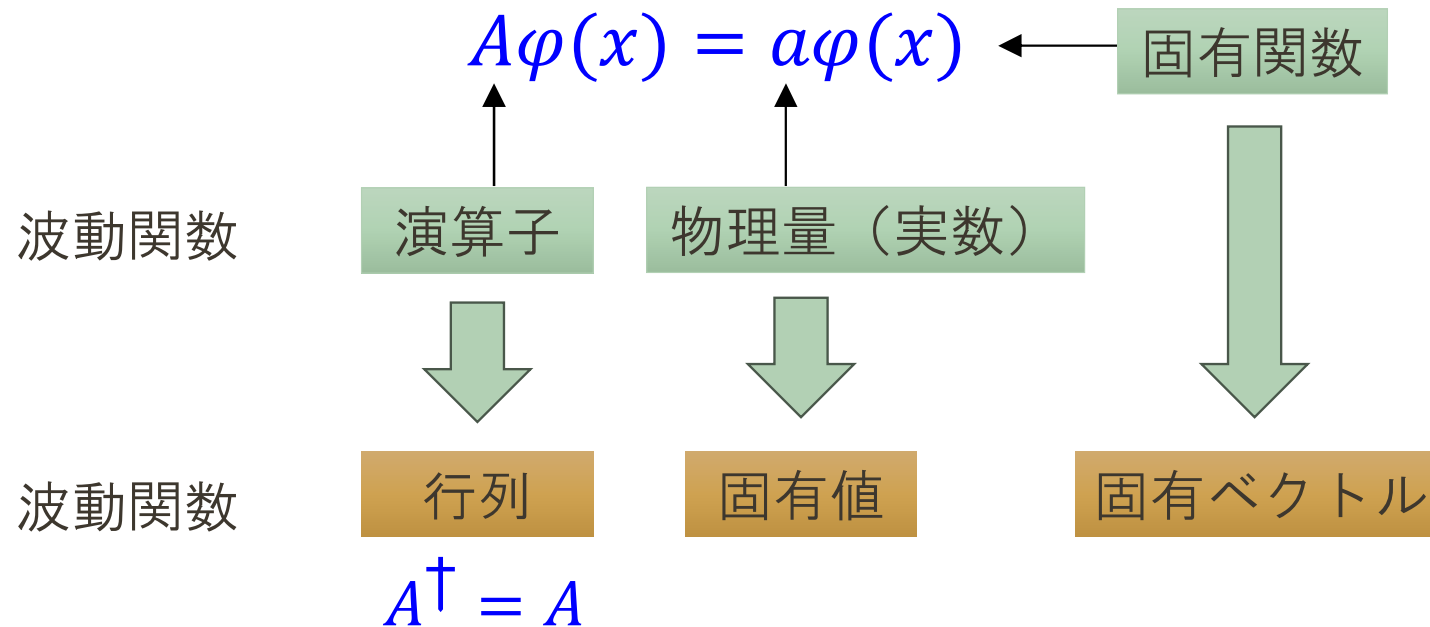 Aφ(x) = aφ(x)
固有関数
波動関数
演算子
物理量（実数）
波動関数
行列
固有値
固有ベクトル
A† = A